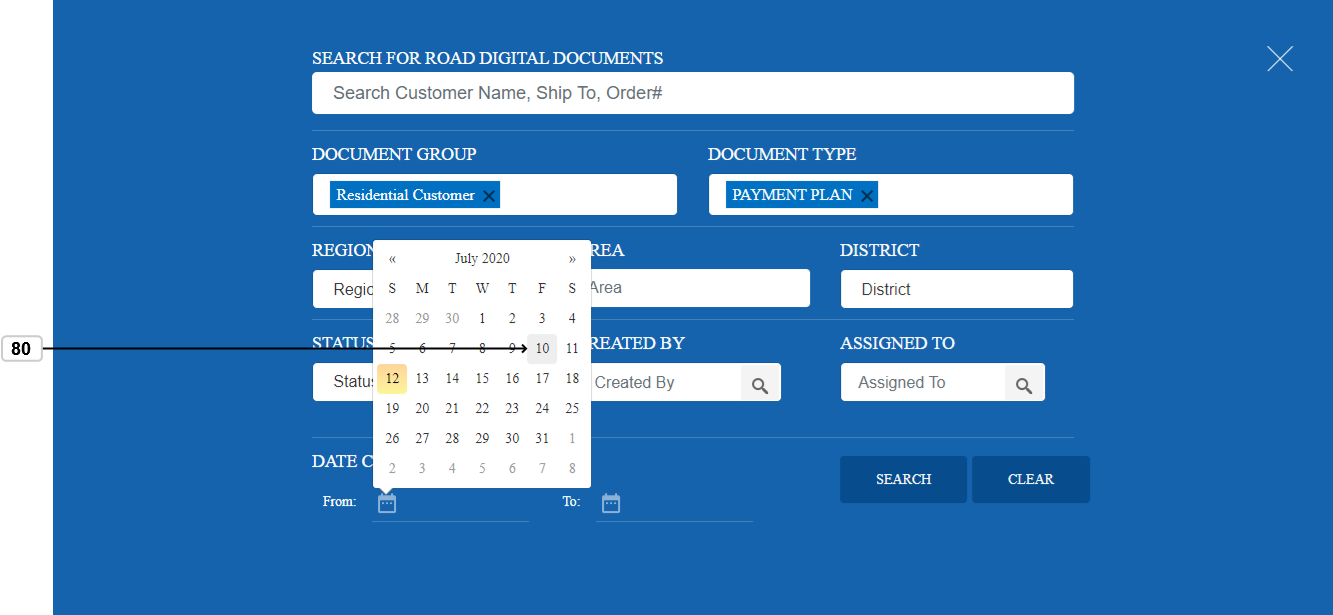 SEARCH FOR ROAD DIGITAL DOCUMENTS
Search Customer Name, Ship To, Order#
DOCUMENT GROUP
DOCUMENT TYPE
Residential Customer
PAYMENT PLAN
REGION
REA
DISTRICT
Regio
Area
District
« July 2020 »
S M T W T F S
28 29 30 1 2 3 4
5 6 7 8 9 10 11
12 13 14 15 16 17 18
19 20 21 22 23 24 25
26 27 28 29 30 31 1
2 3 4 5 6 7 8
80
STATUS
REATED BY
ASSIGNED TO
Status
Created By
Assigned To
DATE C
From:
To:
SEARCH
CLEAR